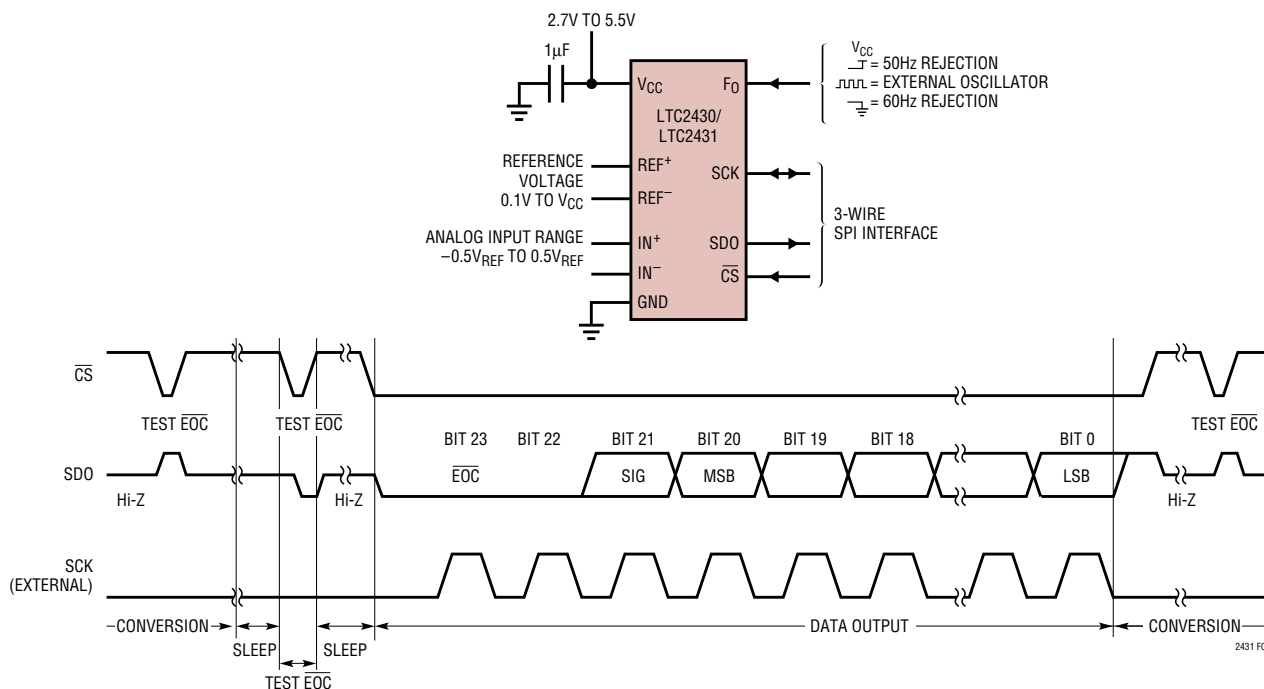 2.7V TO 5.5V
1µF
VCC
FO
LTC2430/
LTC2431
REF+
REF−
IN+
IN−
GND
SCK
SDO
CS
REFERENCE
VOLTAGE
0.1V TO VCC
ANALOG INPUT RANGE
−0.5VREF TO 0.5VREF
VCC
= 50Hz REJECTION
= EXTERNAL OSCILLATOR
= 60Hz REJECTION
3-WIRE
SPI INTERFACE
CS
TEST EOC
TEST EOC
TEST EOC
BIT 23
BIT 22
BIT 21
BIT 20
BIT 19
BIT 18
BIT 0
SDO
EOC
SIG
MSB
LSB
Hi-Z
Hi-Z
Hi-Z
SCK
(EXTERNAL)
CONVERSION
SLEEP
TEST EOC
SLEEP
DATA OUTPUT
CONVERSION